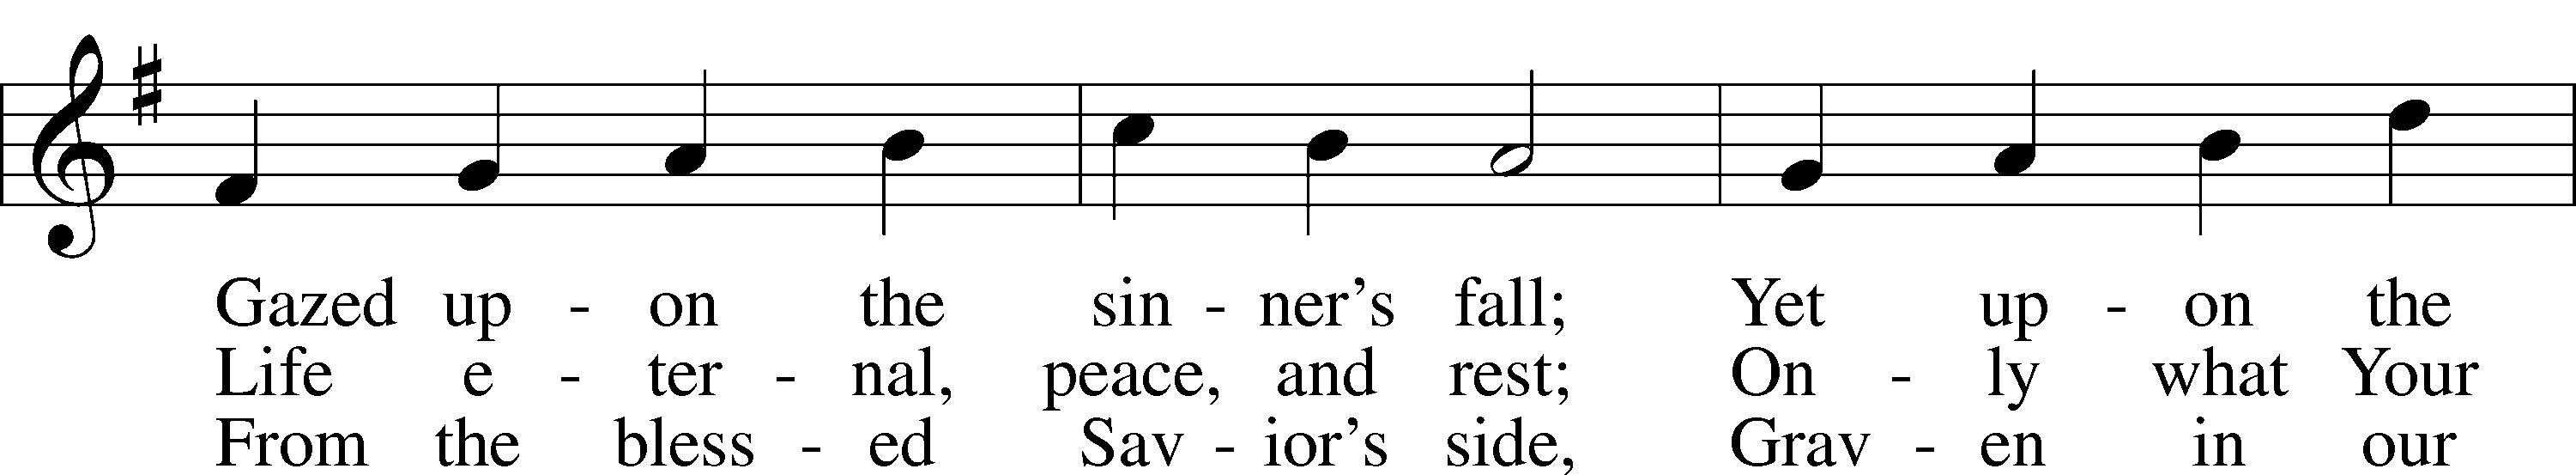 Gazed up - on the sin - ner's fall; Yet up - on the
Life e - ter - nal, peace, and rest; On - ly what Your
From the bless - ed Sav - ior's side, Grav - en in our